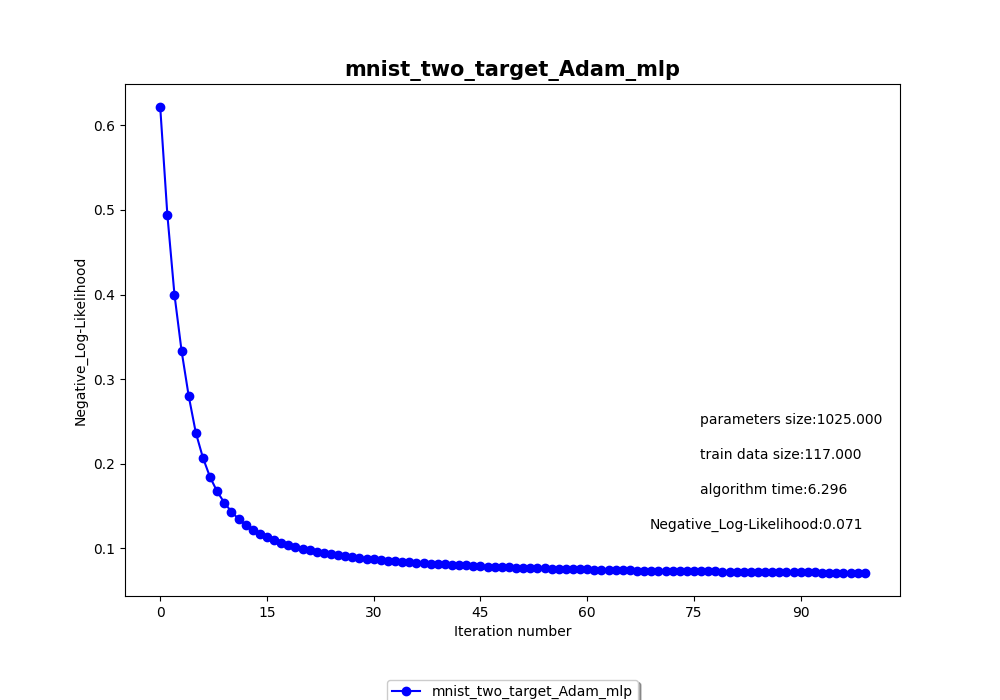 mnist_two_target_Adam_mlp
0.6
0.5
0.4
0.3
0.2
0.1
Negative_Log-Likelihood
parameters size:1025.000
train data size:117.000
algorithm time:6.296
Negative_Log-Likelihood:0.071
0 15 30 45 60 75 90
Iteration number
mnist_two_target_Adam_mlp